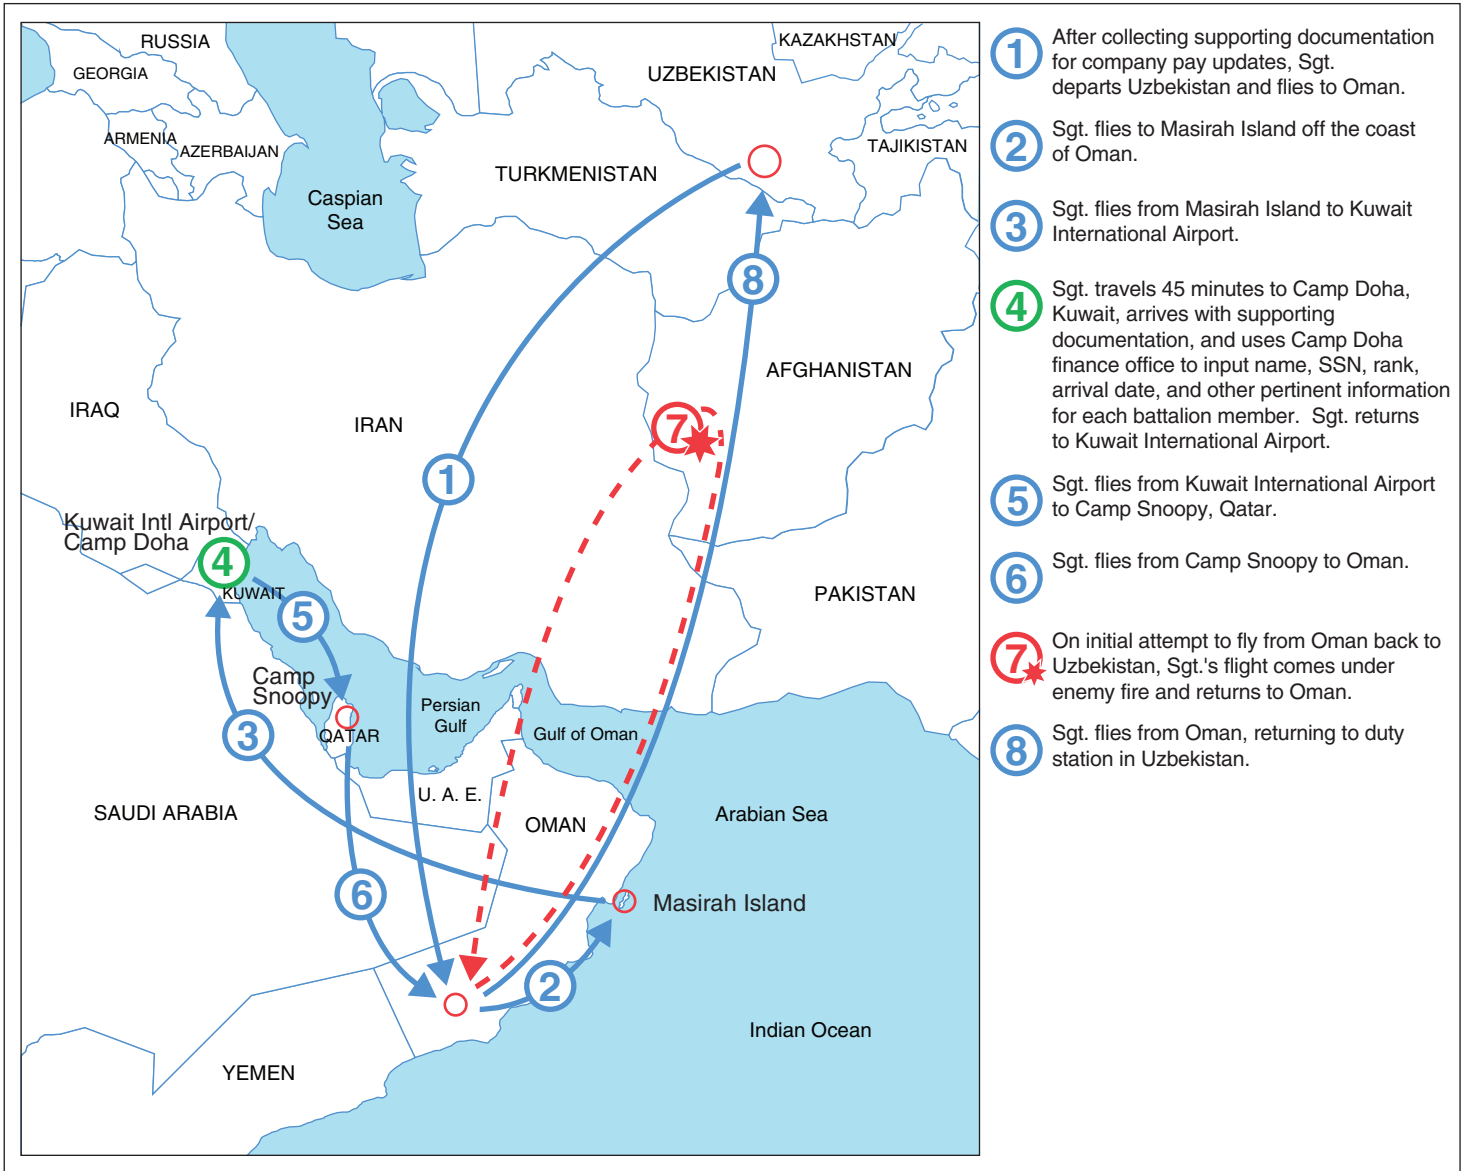 RUSSIA
GEORGIA
ARMENIA
AZERBAIJAN
Caspian
Sea
KAZAKHSTAN
UZBEKISTAN
TURKMENISTAN
TAJIKISTAN
8
AFGHANISTAN
IRAQ
IRAN
7
1
Kuwait Intl Airport/
Camp Doha
4
KUWAIT
5
PAKISTAN
Camp
Snoopy
QATAR
3
Persian
Gulf
Gulf of Oman
U. A. E.
SAUDI ARABIA
OMAN
Arabian Sea
6
Masirah Island
2
Indian Ocean
YEMEN
1
After collecting supporting documentation
for company pay updates, Sgt.
departs Uzbekistan and flies to Oman.
2
Sgt. flies to Masirah Island off the coast
of Oman.
3
Sgt. flies from Masirah Island to Kuwait
International Airport.
4
Sgt. travels 45 minutes to Camp Doha,
Kuwait, arrives with supporting
documentation, and uses Camp Doha
finance office to input name, SSN, rank,
arrival date, and other pertinent information
for each battalion member. Sgt. returns
to Kuwait International Airport.
5
Sgt. flies from Kuwait International Airport
to Camp Snoopy, Qatar.
6
Sgt. flies from Camp Snoopy to Oman.
7
On initial attempt to fly from Oman back to
Uzbekistan, Sgt.'s flight comes under
enemy fire and returns to Oman.
8
Sgt. flies from Oman, returning to duty
station in Uzbekistan.